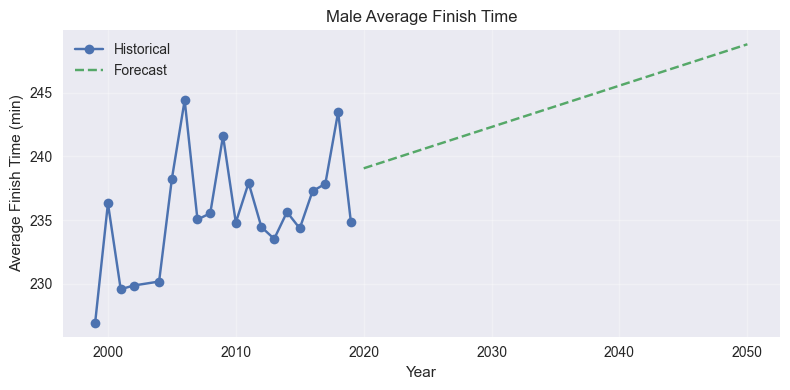 Male Average Finish Time
Historical
Forecast
Average Finish Time (min)
245
240
235
230
2000 2010 2020 2030 2040 2050
Year